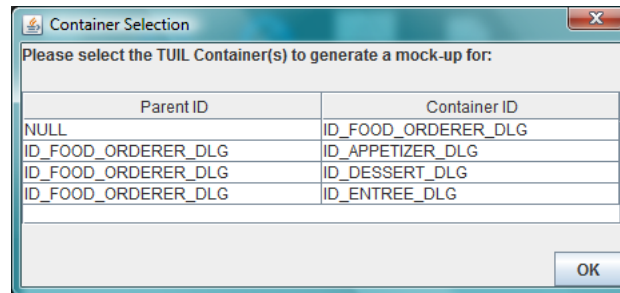 Container Selection
Please select the TUIL Container(s) to generate a mock-up for:
Parent ID Container ID
NULL ID_FOOD_ORDERER_DLG
ID_FOOD_ORDERER_DLG ID_APPETIZER_DLG
ID_FOOD_ORDERER_DLG ID_DESSERT_DLG
ID_FOOD_ORDERER_DLG ID_ENTREE_DLG
OK